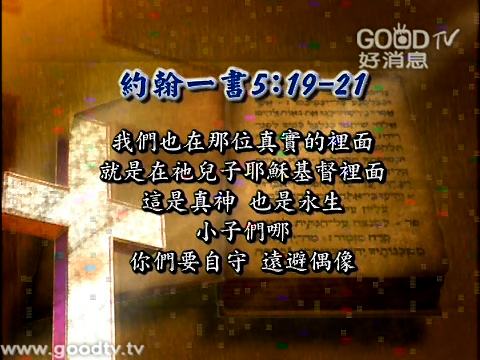 GOOD TV
好消息
約翰一書5:19-21
我們也在那位真實的裡面
就是在祂兒子耶穌基督裡面
這是真神 也是永生
小子們哪
你們要自守 遠避偶像
www.goodtv.tv